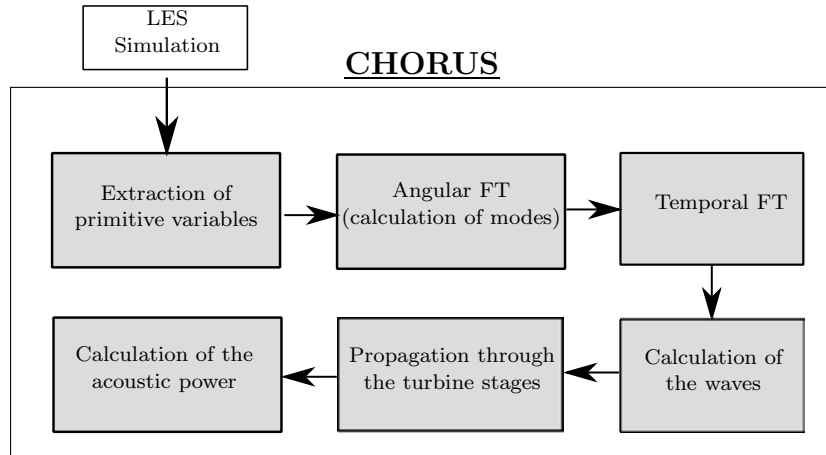 LES
Simulation
CHORUS
Extraction of
primitive variables
Angular FT
(calculation of modes)
Temporal FT
Calculation of the
acoustic power
Propagation through
the turbine stages
Calculation of
the waves